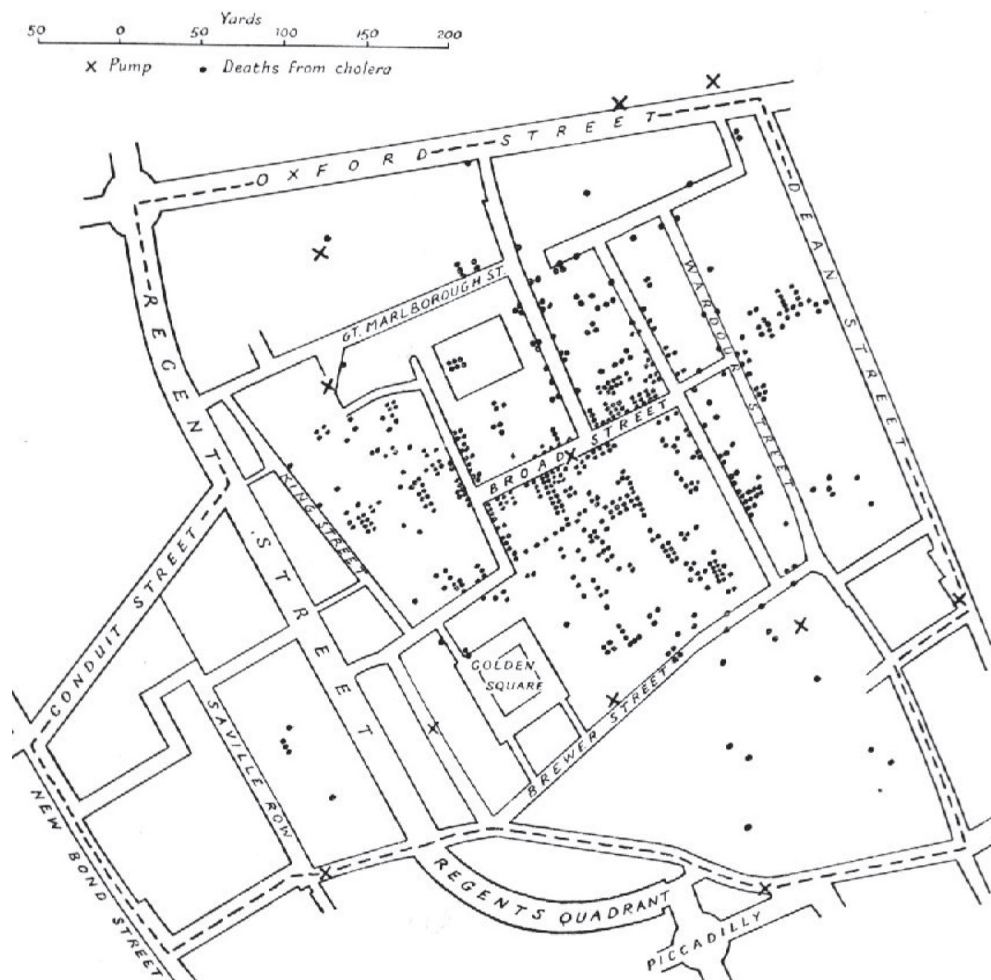 Yards
50 0 50 100 150 200
x Pump • Deaths from cholera
OXFORD STREET
DEAN STREET
REGENT STREET
GT. MARLBOROUGH ST.
WARDOUR STREET
BROAD STREET
KING STREET
CONDUIT STREET
GOLDEN
SQUARE
SAVILLE ROW
BREWER STREET
NEW BOND STREET
REGENTS QUADRANT
PICCADILLY